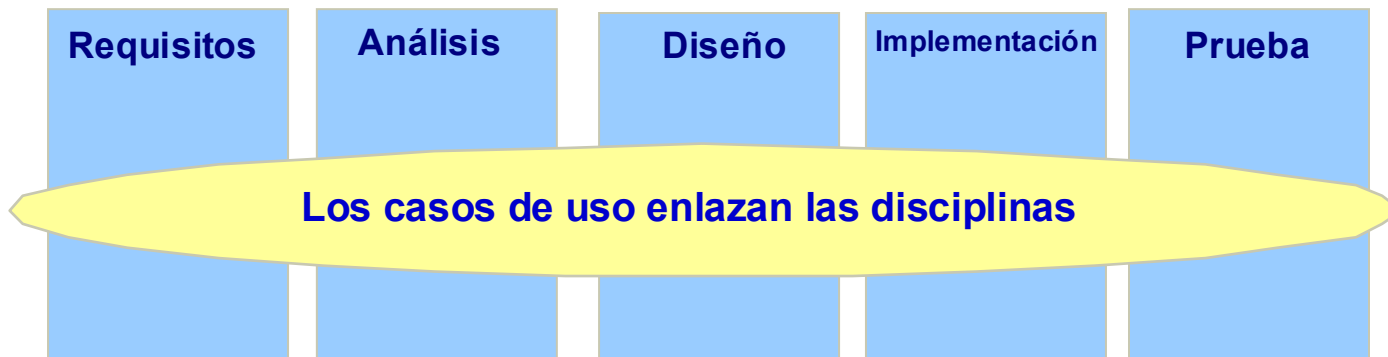 Requisitos
Análisis
Diseño
Implementación
Prueba
Los casos de uso enlazan las disciplinas